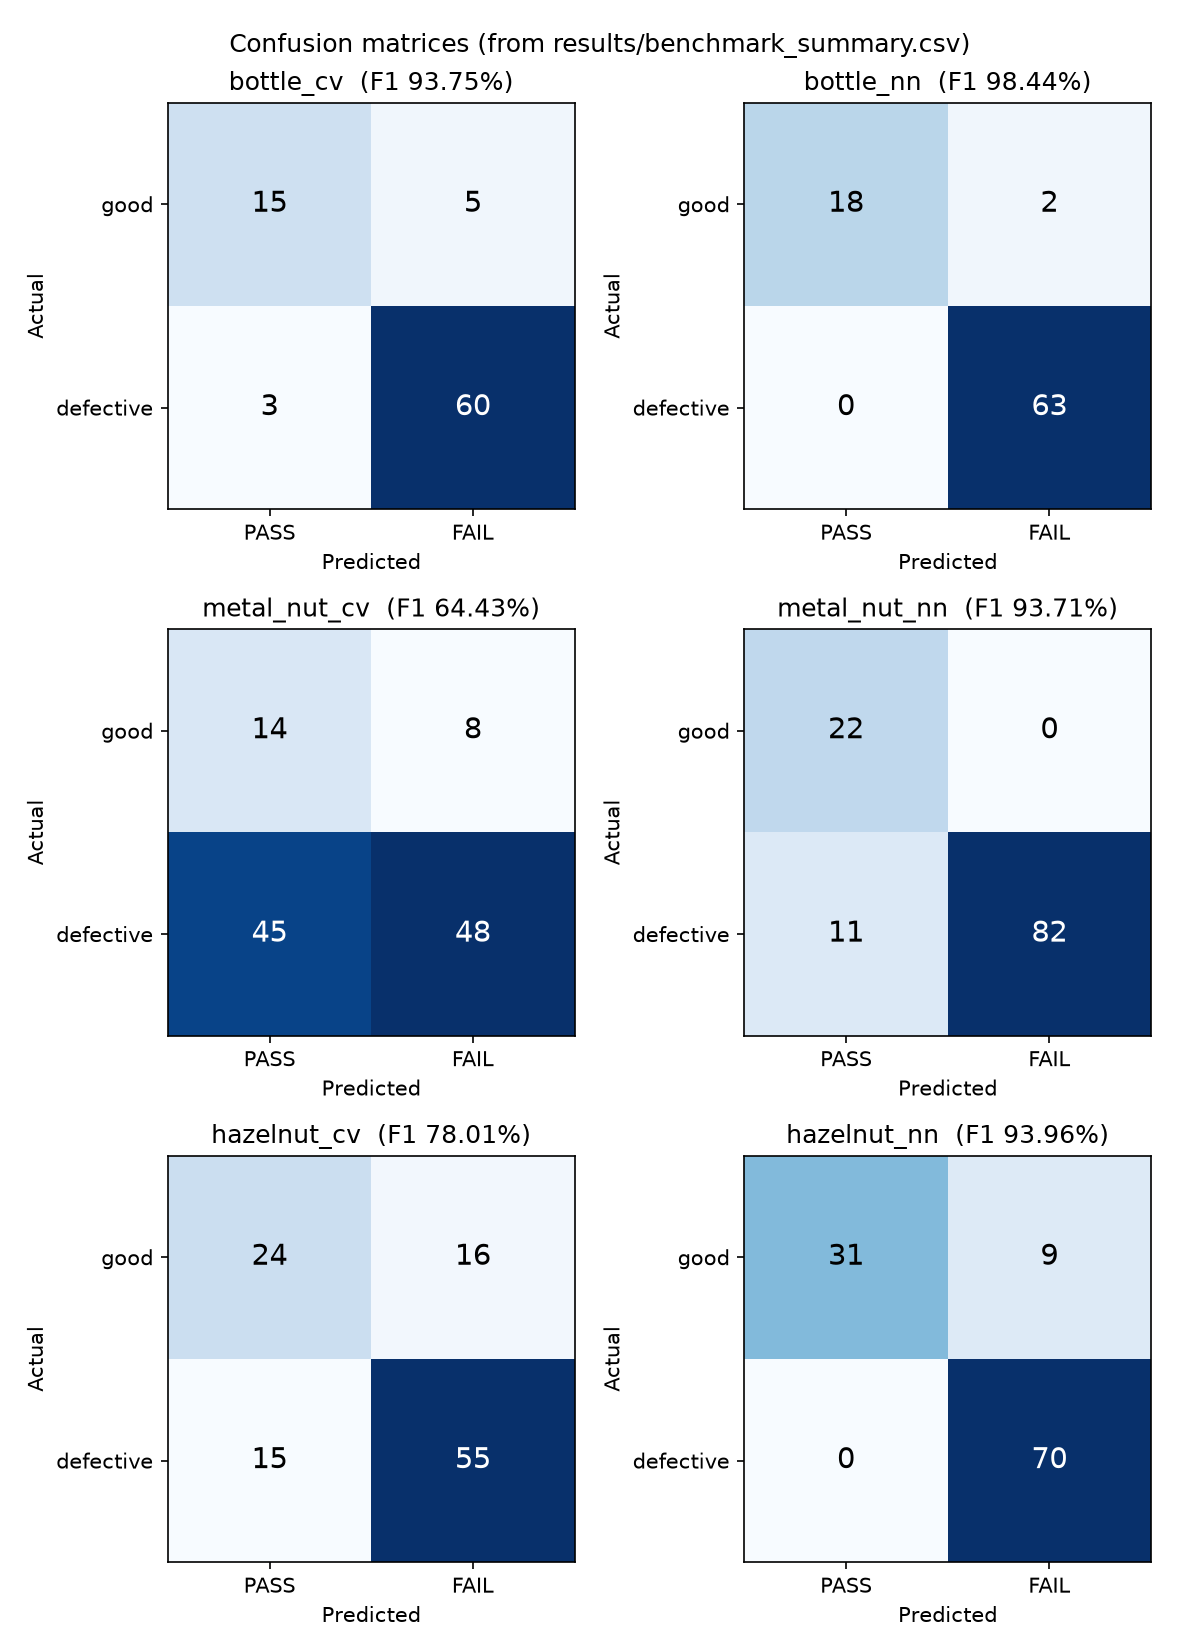 Confusion matrices (from results/benchmark_summary.csv)
bottle_cv (F1 93.75%)
Actual
good
15
5
defective
3
60
PASS
FAIL
Predicted
bottle_nn (F1 98.44%)
Actual
good
18
2
defective
0
63
PASS
FAIL
Predicted
metal_nut_cv (F1 64.43%)
Actual
good
14
8
defective
45
48
PASS
FAIL
Predicted
metal_nut_nn (F1 93.71%)
Actual
good
22
0
defective
11
82
PASS
FAIL
Predicted
hazelnut_cv (F1 78.01%)
Actual
good
24
16
defective
15
55
PASS
FAIL
Predicted
hazelnut_nn (F1 93.96%)
Actual
good
31
9
defective
0
70
PASS
FAIL
Predicted